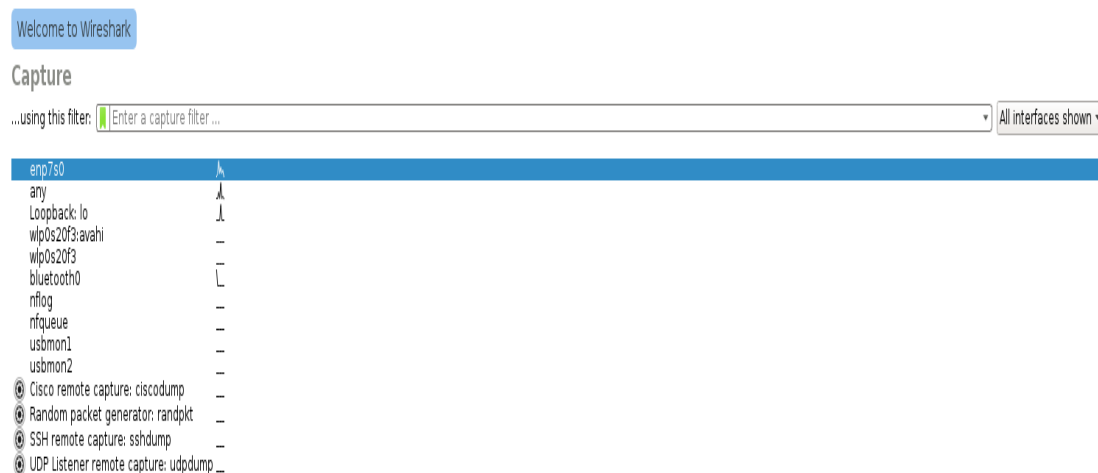 Welcome to Wireshark
Capture
...using this filter: Enter a capture filter ... All interfaces shown
enp7s0
any
Loopback: lo
wlp0s20f3:avahi
wlp0s20f3
bluetooth0
nflog
nfqueue
usbmon1
usbmon2
Cisco remote capture: ciscodump
Random packet generator: randpkt
SSH remote capture: sshdump
UDP Listener remote capture: udpdump